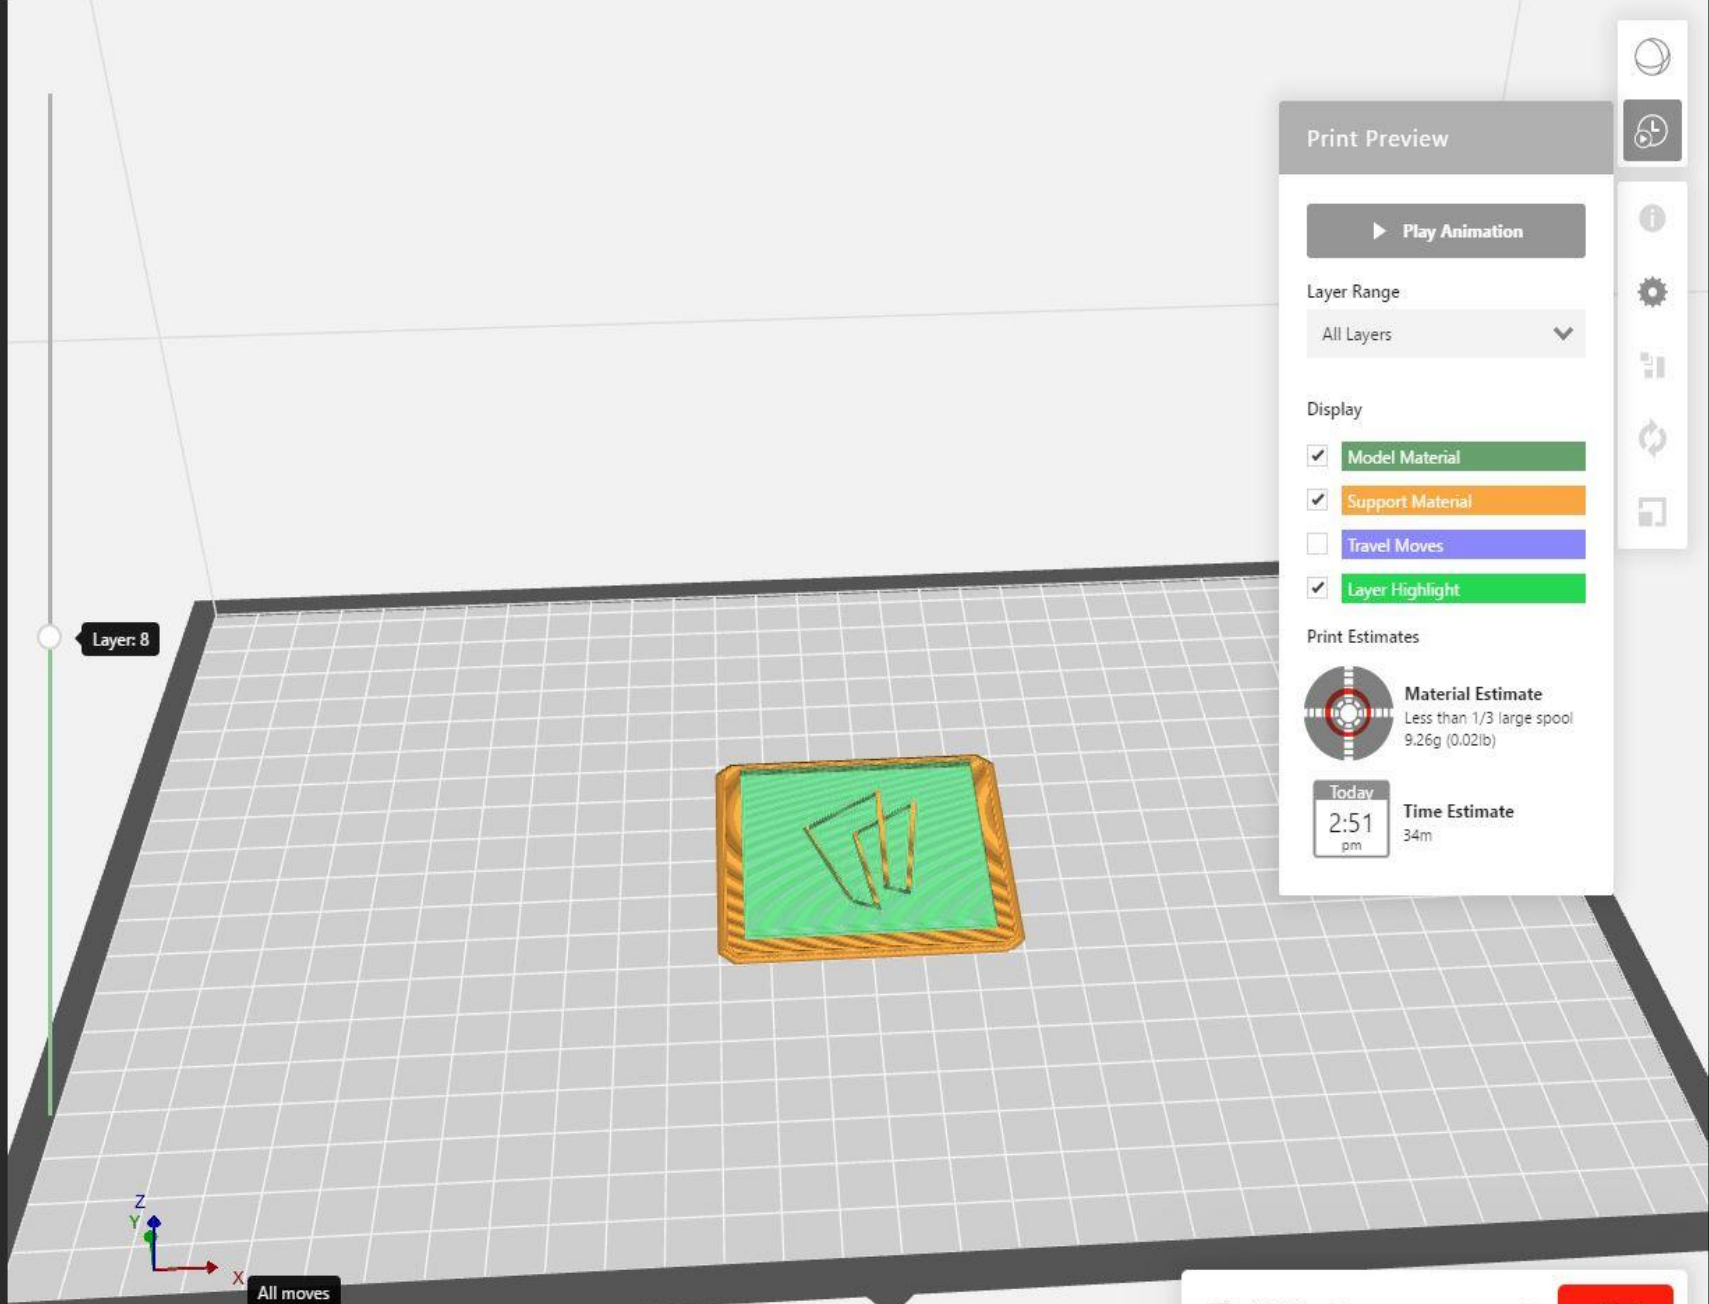 Print Preview
Play Animation
Layer Range
All Layers
Display
Model Material
Support Material
Travel Moves
Layer Highlight
Print Estimates
Material Estimate
Less than 1/3 large spool
9.26g (0.02lb)
Today
2:51
pm
Time Estimate
34m
Layer: 8
Z
Y
X
All moves